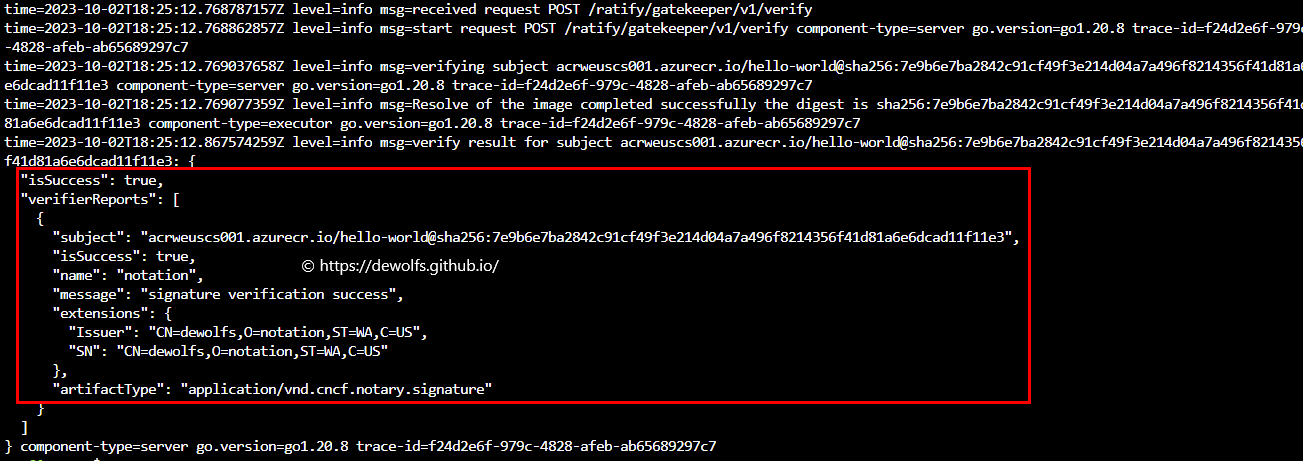 time=2023-10-02T18:25:12.768787157Z level=info msg=received request POST /ratify/gatekeeper/v1/verify
time=2023-10-02T18:25:12.768862857Z level=info msg=start request POST /ratify/gatekeeper/v1/verify component-type=server go.version=go1.20.8 trace-id=f24d2e6f-979c
-4828-afeb-ab65689297c7
time=2023-10-02T18:25:12.769037658Z level=info msg=verifying subject acrweuscs001.azurecr.io/hello-world@sha256:7e9b6e7ba2842c91cf49f3e214d04a7a496f8214356f41d81a6
e6dcad11f11e3 component-type=server go.version=go1.20.8 trace-id=f24d2e6f-979c-4828-afeb-ab65689297c7
time=2023-10-02T18:25:12.769077359Z level=info msg=Resolve of the image completed successfully the digest is sha256:7e9b6e7ba2842c91cf49f3e214d04a7a496f8214356f41d
81a6e6dcad11f11e3 component-type=executor go.version=go1.20.8 trace-id=f24d2e6f-979c-4828-afeb-ab65689297c7
time=2023-10-02T18:25:12.867574259Z level=info msg=verify result for subject acrweuscs001.azurecr.io/hello-world@sha256:7e9b6e7ba2842c91cf49f3e214d04a7a496f8214356
f41d81a6e6dcad11f11e3: {
"isSuccess": true,
"verifierReports": [
{
"subject": "acrweuscs001.azurecr.io/hello-world@sha256:7e9b6e7ba2842c91cf49f3e214d04a7a496f8214356f41d81a6e6dcad11f11e3",
"isSuccess": true,
© https://dewolfs.github.io/
"name": "notation",
"message": "signature verification success",
"extensions": {
"Issuer": "CN=dewolfs,O=notation,ST=WA,C=US",
"SN": "CN=dewolfs,O=notation,ST=WA,C=US"
},
"artifactType": "application/vnd.cncf.notary.signature"
}
]
} component-type=server go.version=go1.20.8 trace-id=f24d2e6f-979c-4828-afeb-ab65689297c7